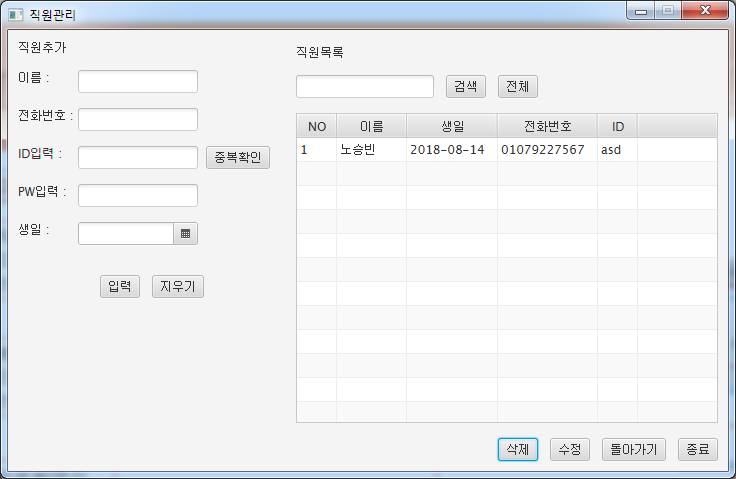 직원관리
직원추가
이름 :
전화번호 :
ID입력 :
중복확인
PW입력 :
생일 :
입력 지우기
직원목록
검색 전체
NO 이름 생일 전화번호 ID
1 노승빈 2018-08-14 01079227567 asd
삭제 수정 돌아가기 종료